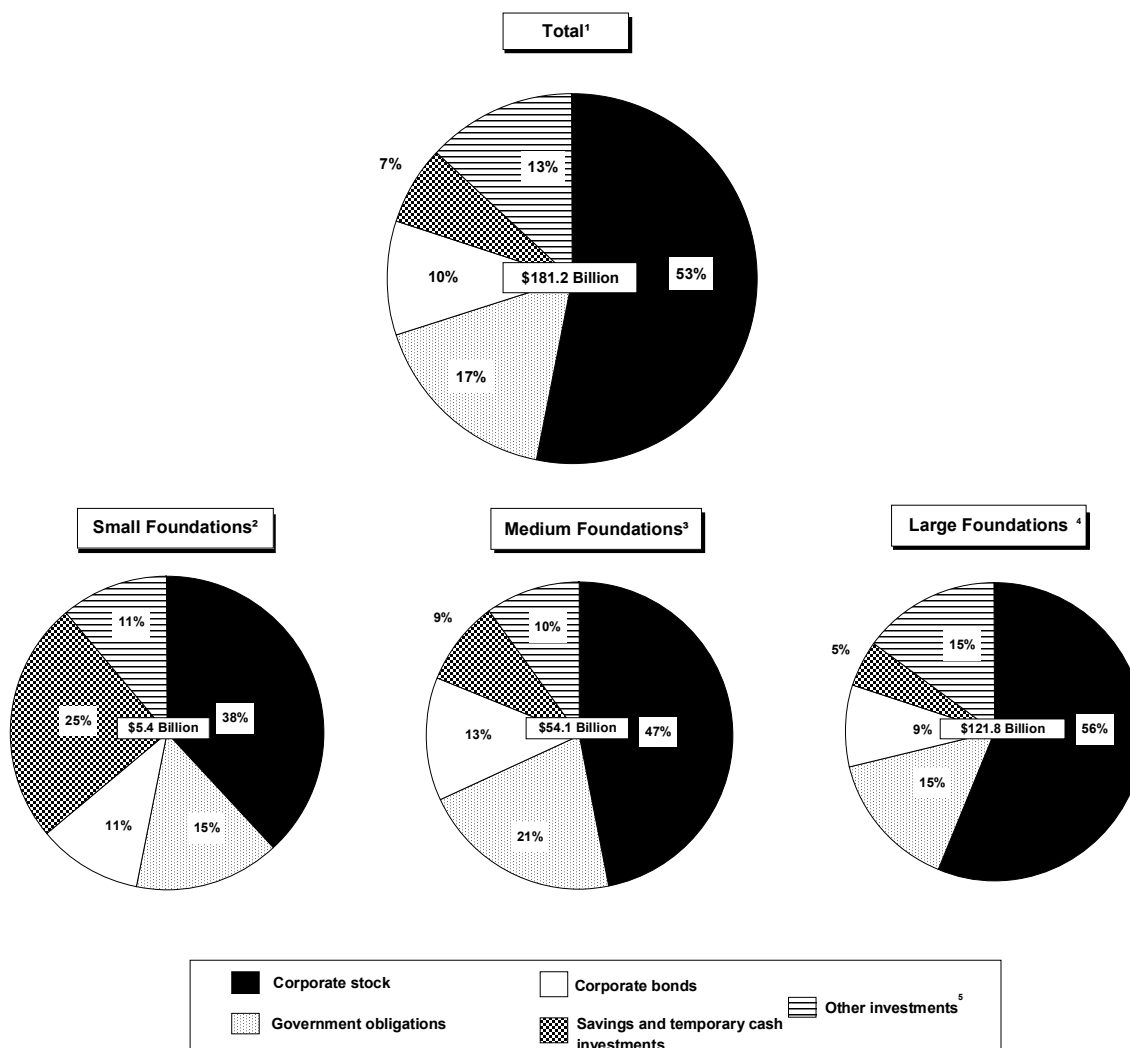 Total¹
7%
13%
10%
$181.2 Billion
53%
17%
Small Foundations²
Medium Foundations³
Large Foundations ⁴
11%
25%
$5.4 Billion
38%
11%
15%
9%
10%
13%
$54.1 Billion
47%
21%
5%
15%
9%
$121.8 Billion
56%
15%
Corporate stock
Corporate bonds
Other investments⁵
Government obligations
Savings and temporary cash
investments